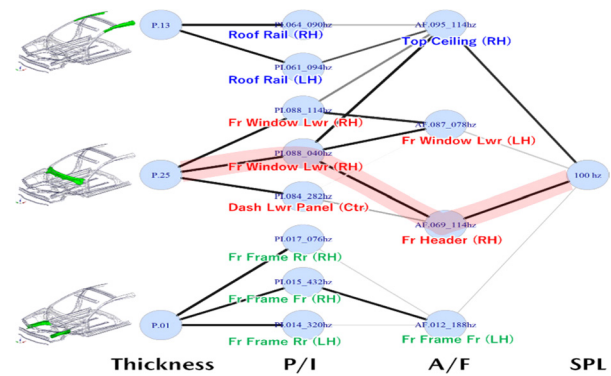 P.13
PI.064_090hz
AF.095_114hz
Roof Rail (RH)
Top Ceiling (RH)
PI.061_094hz
Roof Rail (LH)
PI.088_114hz
Fr Window Lwr (RH)
AF.087_078hz
Fr Window Lwr (LH)
PI.088_040hz
Fr Window Lwr (RH)
P.25
100 hz
PI.084_282hz
Dash Lwr Panel (Ctr)
AF.069_114hz
Fr Header (RH)
PI.017_076hz
Fr Frame Rr (RH)
PI.015_432hz
Fr Frame Fr (RH)
P.01
PI.014_320hz
AF.012_188hz
Fr Frame Rr (LH)
Fr Frame Fr (LH)
Thickness
P/I
A/F
SPL